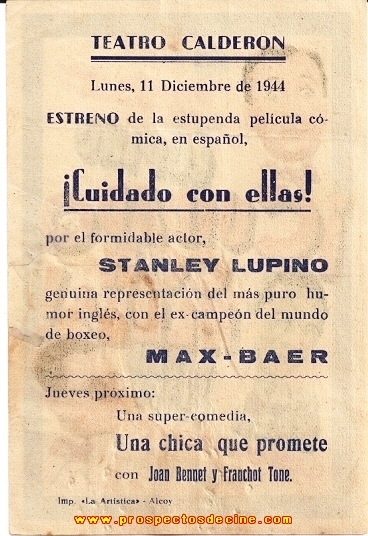 TEATRO CALDERON
Lunes, 11 Diciembre de 1944
ESTRENO de la estupenda película có-
mica, en español,
¡Cuidado con ellas!
por el formidable actor,
STANLEY LUPINO
genuina representación del más puro hu-
mor inglés, con el ex-campeón del mundo
de boxeo,
MAX-BAER
Jueves próximo:
Una super-comedia,
Una chica que promete
con Joan Bennet y Franchot Tone.
Imp. «La Artística» - Alcoy
www.prospectosdecine.com